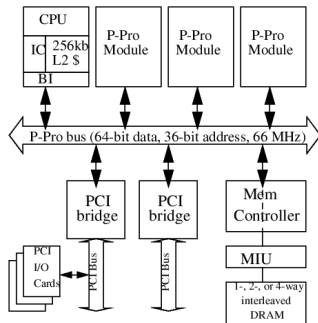 CPU
IC 256kb
L2 $
BI
P-Pro
Module
P-Pro
Module
P-Pro
Module
P-Pro bus (64-bit data, 36-bit address, 66 MHz)
PCI
bridge
PCI
bridge
Mem
Controller
PCI
I/O
Cards
PCI Bus
PCI Bus
MIU
1-, 2-, or 4-way
interleaved
DRAM